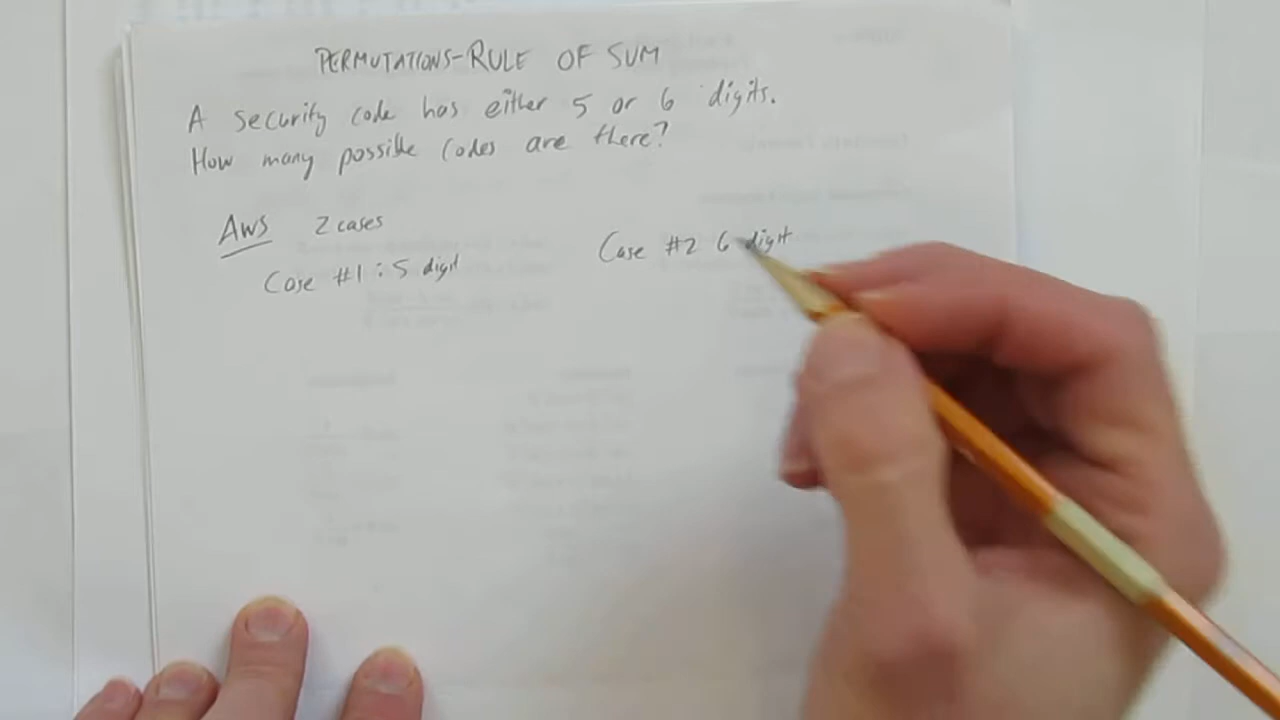 PERMUTATIONS-RULE OF SUM
A security code has either 5 or 6 digits.
How many possible codes are there?
Aws 2 cases
Case #1: 5 digit
Case #2 6 digit